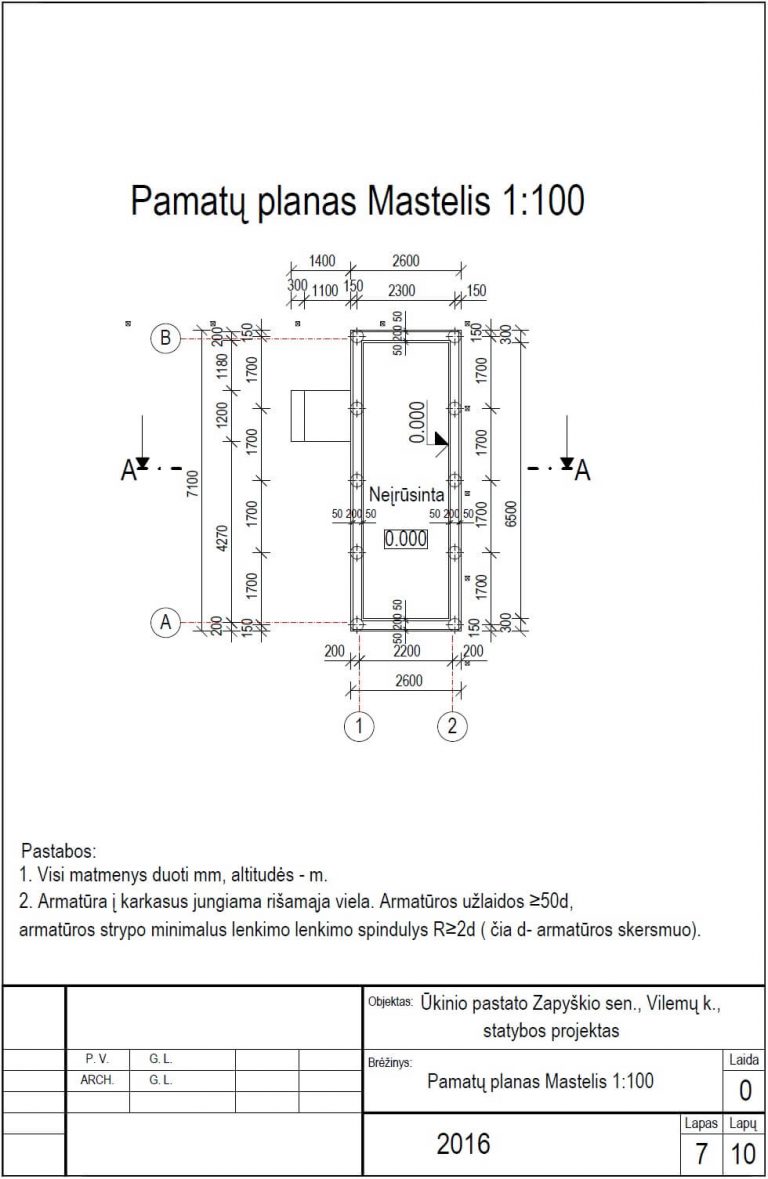 Pamatų planas Mastelis 1:100
1400 2600
300 1100 150 2300 150
B
200 150 50 200 50 150 300
1180 1700 1700
1200 0.000
A 1700 1700 A
7100
Neįrūsinta
50 200 50 50 200 50
1700 1700 6500
4270 0.000
1700 1700
A
200 150 50 200 50 150 300
200 2200 200
2600
1 2
Pastabos:
1. Visi matmenys duoti mm, altitudės - m.
2. Armatūra į karkasus jungiama rišamąja viela. Armatūros užlaidos ≥50d,
armatūros strypo minimalus lenkimo lenkimo spindulys R≥2d ( čia d- armatūros skersmuo).
Objektas: Ūkinio pastato Zapyškio sen., Vilemų k.,
statybos projektas
P. V. G. L.
ARCH. G. L.
Brėžinys:
Pamatų planas Mastelis 1:100
Laida
0
2016
Lapas Lapų
7 10